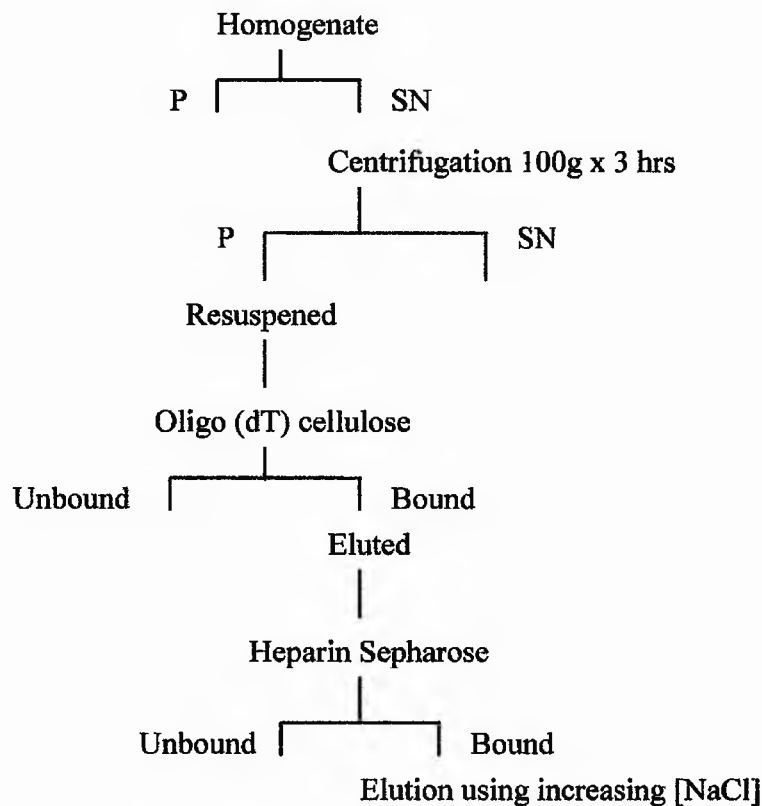 Homogenate
P SN
Centrifugation 100g x 3 hrs
P SN
Resuspened
Oligo (dT) cellulose
Unbound Bound
Eluted
Heparin Sepharose
Unbound Bound
Elution using increasing [NaCl]